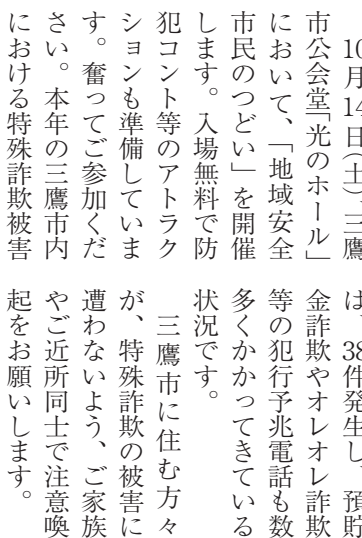 10月14日(土)、三鷹
市公会堂「光のホール」
において、「地域安全
市民のつどい」を開催
します。入場無料で防
犯コント等のアトラク
ションも準備していま
す。奮ってご参加くだ
さい。本年の三鷹市内
における特殊詐欺被害
は、38件発生し、預貯
金詐欺やオレオレ詐欺
等の犯行予兆電話も数
多くかかってきている
状況です。
三鷹市に住む方々
が、特殊詐欺の被害に
遭わないよう、ご家族
やご近所同士で注意喚
起をお願いします。